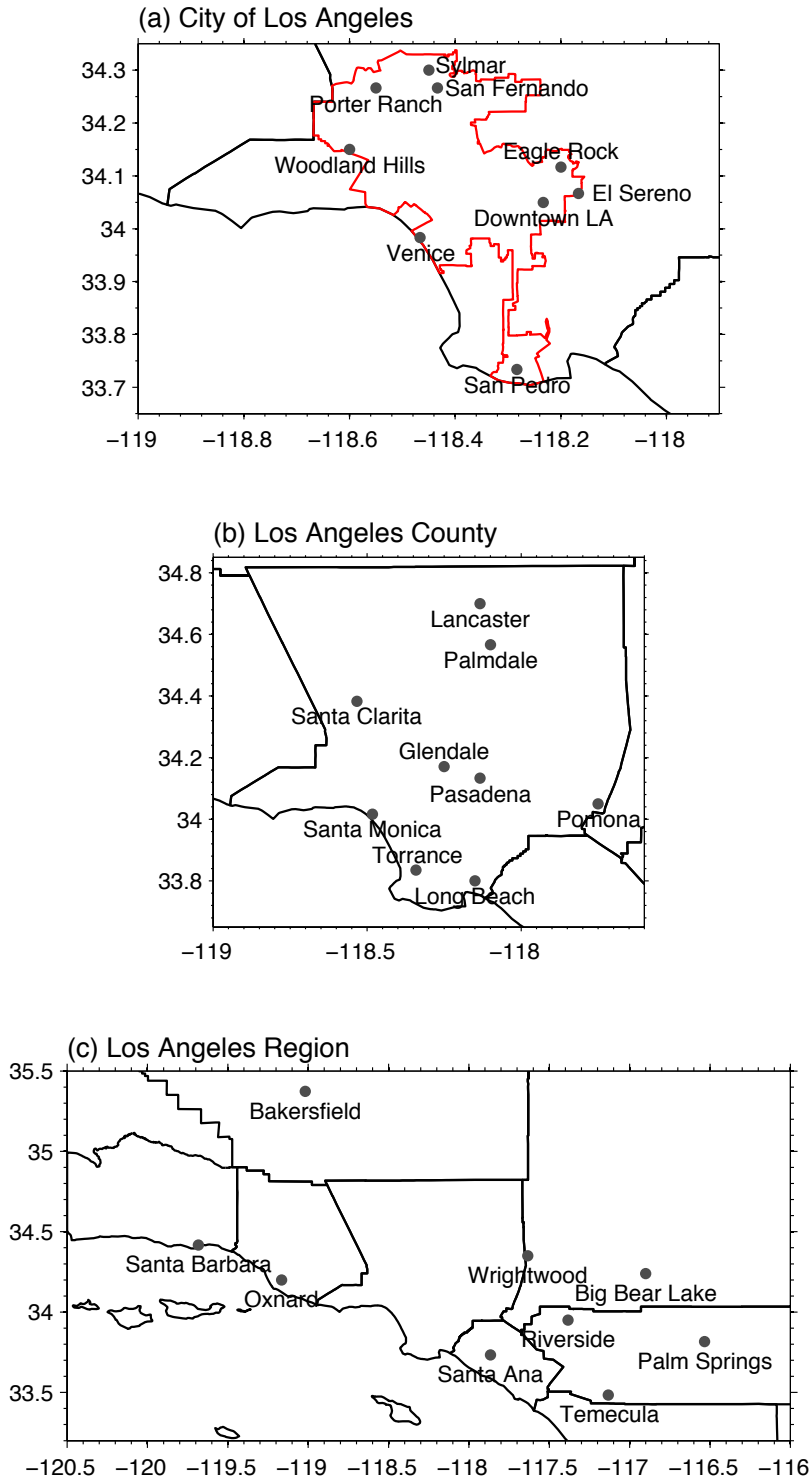 (a) City of Los Angeles
34.3
34.2
34.1
34
33.9
33.8
33.7
Sylmar
San Fernando
Porter Ranch
Eagle Rock
Woodland Hills
El Sereno
Downtown LA
Venice
San Pedro
−119
−118.8
−118.6
−118.4
−118.2
−118
(b) Los Angeles County
34.8
34.6
34.4
34.2
34
33.8
Lancaster
Palmdale
Santa Clarita
Glendale
Pasadena
Pomona
Santa Monica
Torrance
Long Beach
−119
−118.5
−118
(c) Los Angeles Region
35.5
35
34.5
34
33.5
Bakersfield
Santa Barbara
Wrightwood
Big Bear Lake
Oxnard
Riverside
Palm Springs
Santa Ana
Temecula
−120.5
−120
−119.5
−119
−118.5
−118
−117.5
−117
−116.5
−116